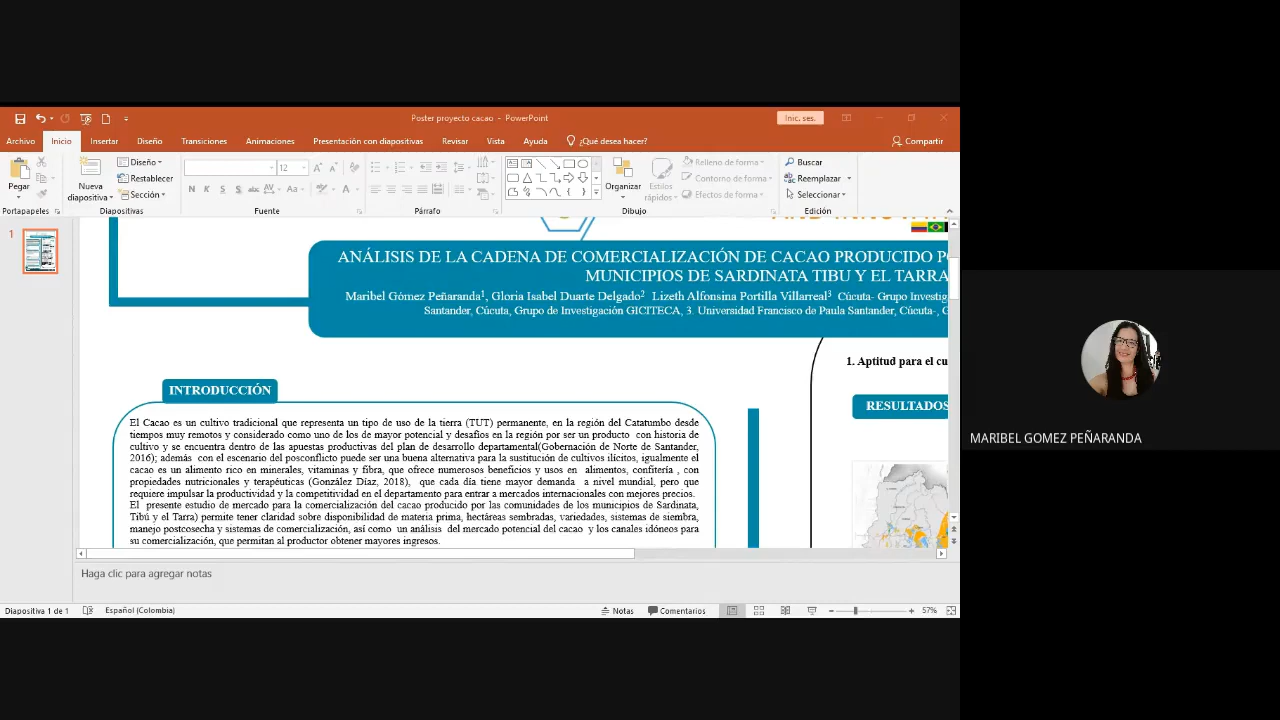 Poster proyecto cacao - PowerPoint
Inic. ses.
Archivo Inicio Insertar Diseño Transiciones Animaciones Presentación con diapositivas Revisar Vista Ayuda ¿Qué desea hacer? Compartir
Pegar
Nueva diapositiva
Diseño
Restablecer
Sección
12
N K S S abc AV Aa A
Organizar
Estilos rápidos
Relleno de forma
Contorno de forma
Efectos de forma
Buscar
Reemplazar
Seleccionar
Portapapeles Diapositivas Fuente Párrafo Dibujo Edición
1
ANÁLISIS DE LA CADENA DE COMERCIALIZACIÓN DE CACAO PRODUCIDO
MUNICIPIOS DE SARDINATA TIBU Y EL TARRA
Maribel Gómez Peñaranda1, Gloria Isabel Duarte Delgado2 Lizeth Alfonsina Portilla Villarreal3 Cúcuta- Grupo Investig
Santander, Cúcuta, Grupo de Investigación GICITECA, 3. Universidad Francisco de Paula Santander, Cúcuta-, G
1. Aptitud para el cu
INTRODUCCIÓN
RESULTADOS
El Cacao es un cultivo tradicional que representa un tipo de uso de la tierra (TUT) permanente, en la región del Catatumbo desde
tiempos muy remotos y considerado como uno de los de mayor potencial y desafíos en la región por ser un producto con historia de
cultivo y se encuentra dentro de las apuestas productivas del plan de desarrollo departamental(Gobernación de Norte de Santander,
2016); además con el escenario del posconflicto puede ser una buena alternativa para la sustitución de cultivos ilícitos, igualmente el
cacao es un alimento rico en minerales, vitaminas y fibra, que ofrece numerosos beneficios y usos en alimentos, confitería , con
propiedades nutricionales y terapéuticas (González Díaz, 2018), que cada día tiene mayor demanda a nivel mundial, pero que
requiere impulsar la productividad y la competitividad en el departamento para entrar a mercados internacionales con mejores precios.
El presente estudio de mercado para la comercialización del cacao producido por las comunidades de los municipios de Sardinata,
Tibú y el Tarra) permite tener claridad sobre disponibilidad de materia prima, hectáreas sembradas, variedades, sistemas de siembra,
manejo postcosecha y sistemas de comercialización, así como un análisis del mercado potencial del cacao y los canales idóneos para
su comercialización, que permitan al productor obtener mayores ingresos.
MARIBEL GOMEZ PEÑARANDA
Haga clic para agregar notas
Diapositiva 1 de 1 Español (Colombia) Notas Comentarios 57%